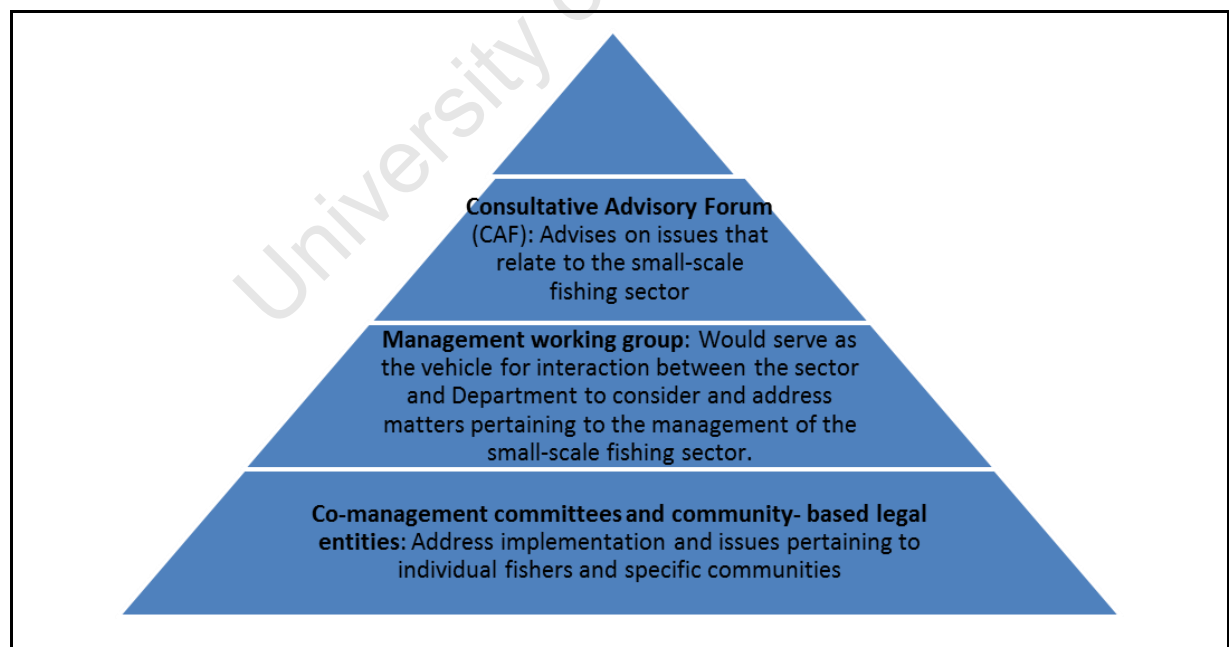 University o
Consultative Advisory Forum
(CAF): Advises on issues that
relate to the small-scale
fishing sector
Management working group: Would serve as
the vehicle for interaction between the sector
and Department to consider and address
matters pertaining to the management of the
small-scale fishing sector.
Co-management committees and community- based legal
entities: Address implementation and issues pertaining to
individual fishers and specific communities